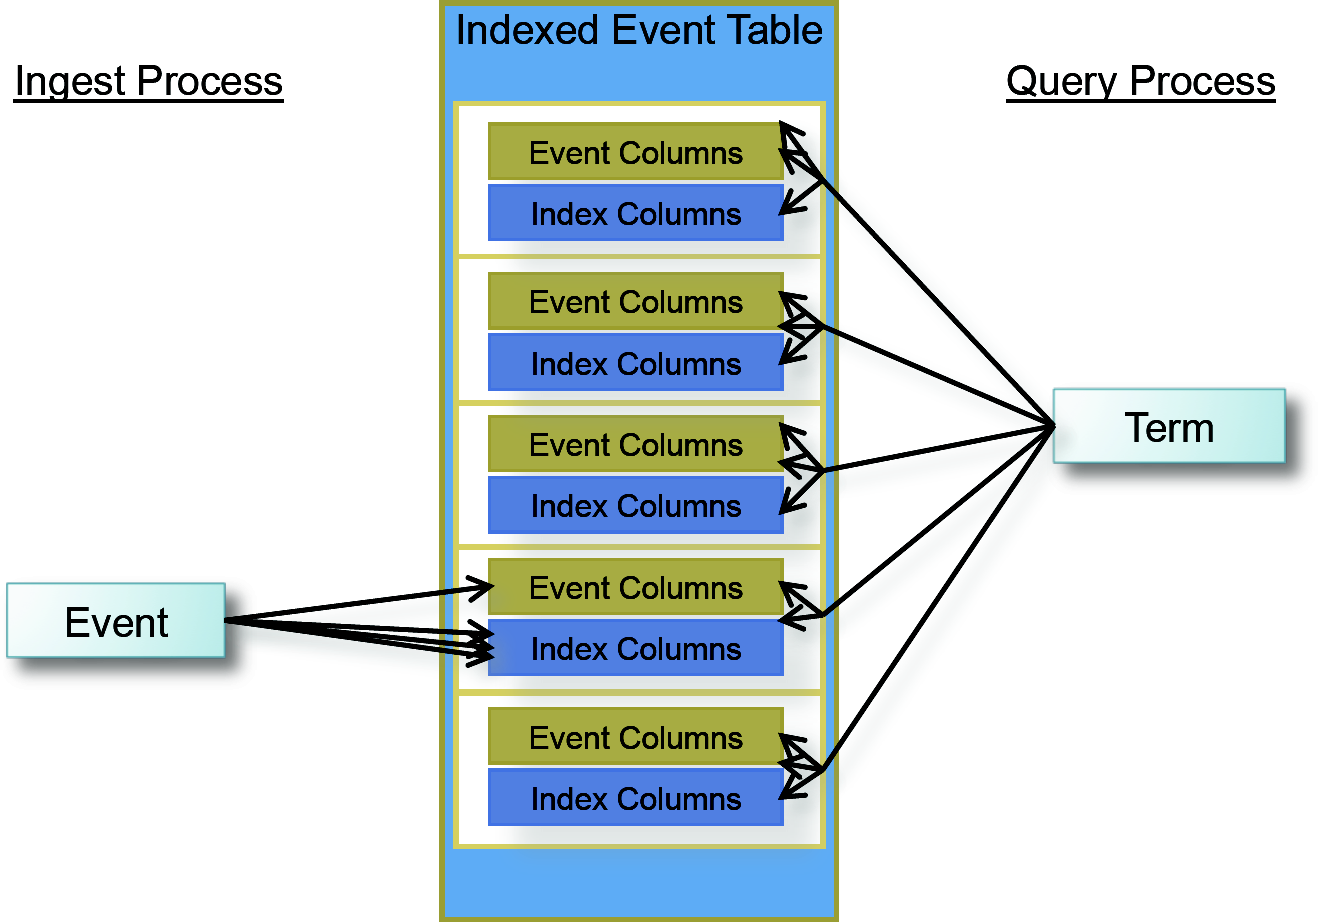 Indexed Event Table
Ingest Process
Query Process
Event Columns
Index Columns
Event Columns
Index Columns
Event Columns
Index Columns
Event Columns
Index Columns
Event Columns
Index Columns
Term
Event